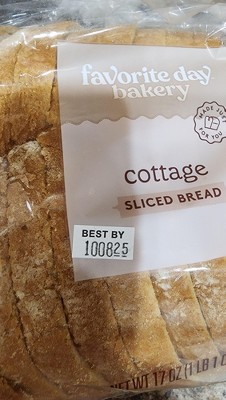 favorite day
bakery
MADE JUST
FOR YOU
cottage
SLICED BREAD
BEST BY
100825
NET WT 17 OZ (1 LB 1